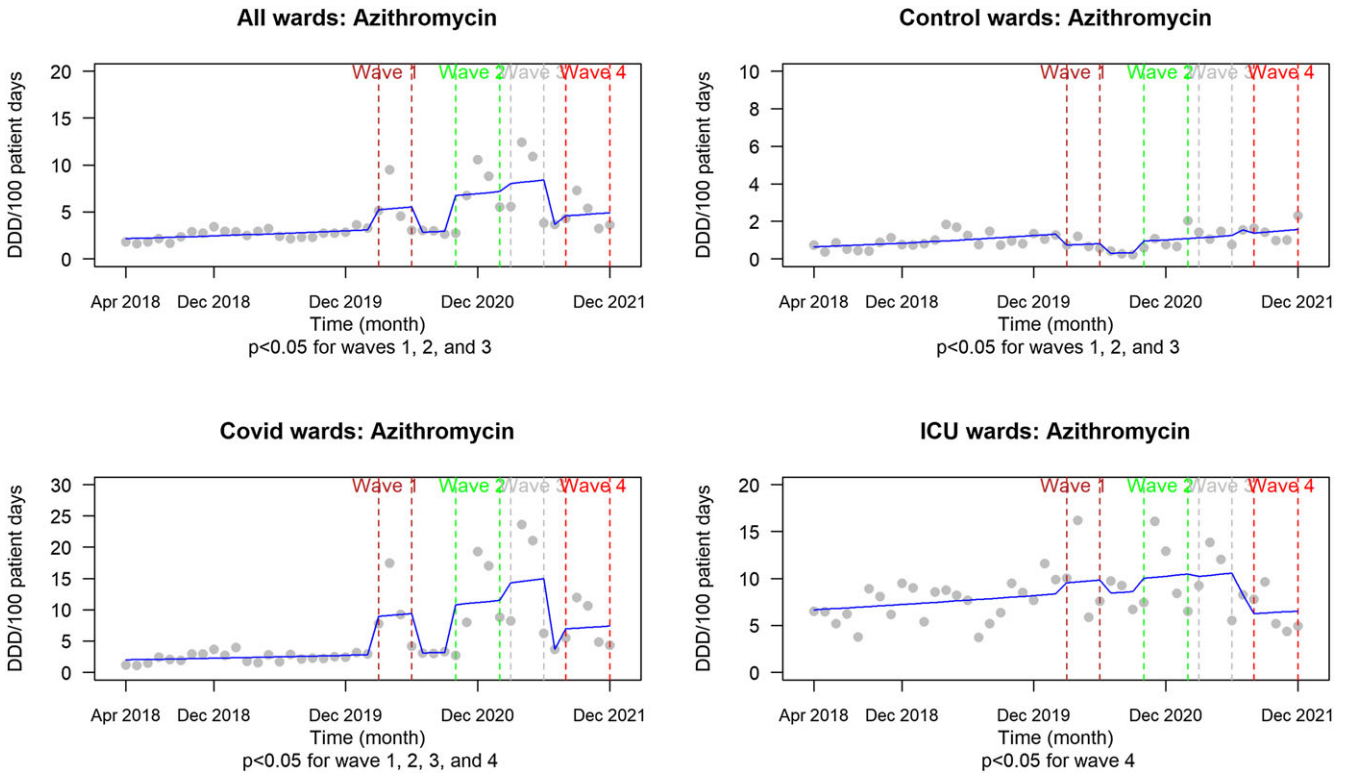 All wards: Azithromycin
DDD/100 patient days
20
15
10
5
0
Wave 1
Wave 2
Wave 3
Wave 4
Apr 2018
Dec 2018
Dec 2019
Dec 2020
Dec 2021
Time (month)
p<0.05 for waves 1, 2, and 3
Control wards: Azithromycin
DDD/100 patient days
10
8
6
4
2
0
Wave 1
Wave 2
Wave 3
Wave 4
Apr 2018
Dec 2018
Dec 2019
Dec 2020
Dec 2021
Time (month)
p<0.05 for waves 1, 2, and 3
Covid wards: Azithromycin
DDD/100 patient days
30
25
20
15
10
5
0
Wave 1
Wave 2
Wave 3
Wave 4
Apr 2018
Dec 2018
Dec 2019
Dec 2020
Dec 2021
Time (month)
p<0.05 for wave 1, 2, 3, and 4
ICU wards: Azithromycin
DDD/100 patient days
20
15
10
5
0
Wave 1
Wave 2
Wave 3
Wave 4
Apr 2018
Dec 2018
Dec 2019
Dec 2020
Dec 2021
Time (month)
p<0.05 for wave 4